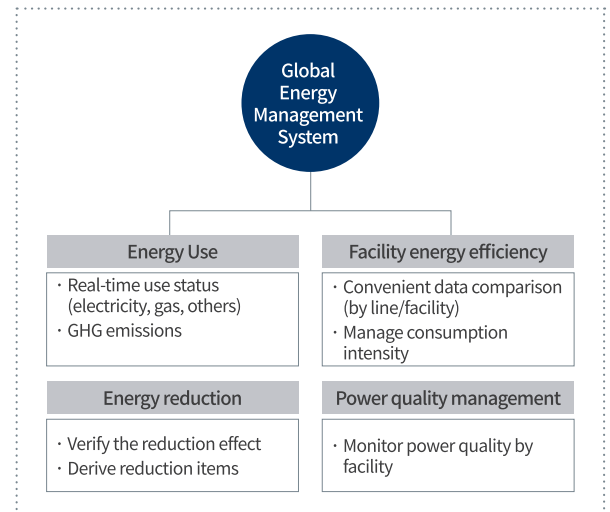 Global
Energy
Management
System
Energy Use
· Real-time use status
(electricity, gas, others)
· GHG emissions
Facility energy efficiency
· Convenient data comparison
(by line/facility)
· Manage consumption
intensity
Energy reduction
· Verify the reduction effect
· Derive reduction items
Power quality management
· Monitor power quality by
facility